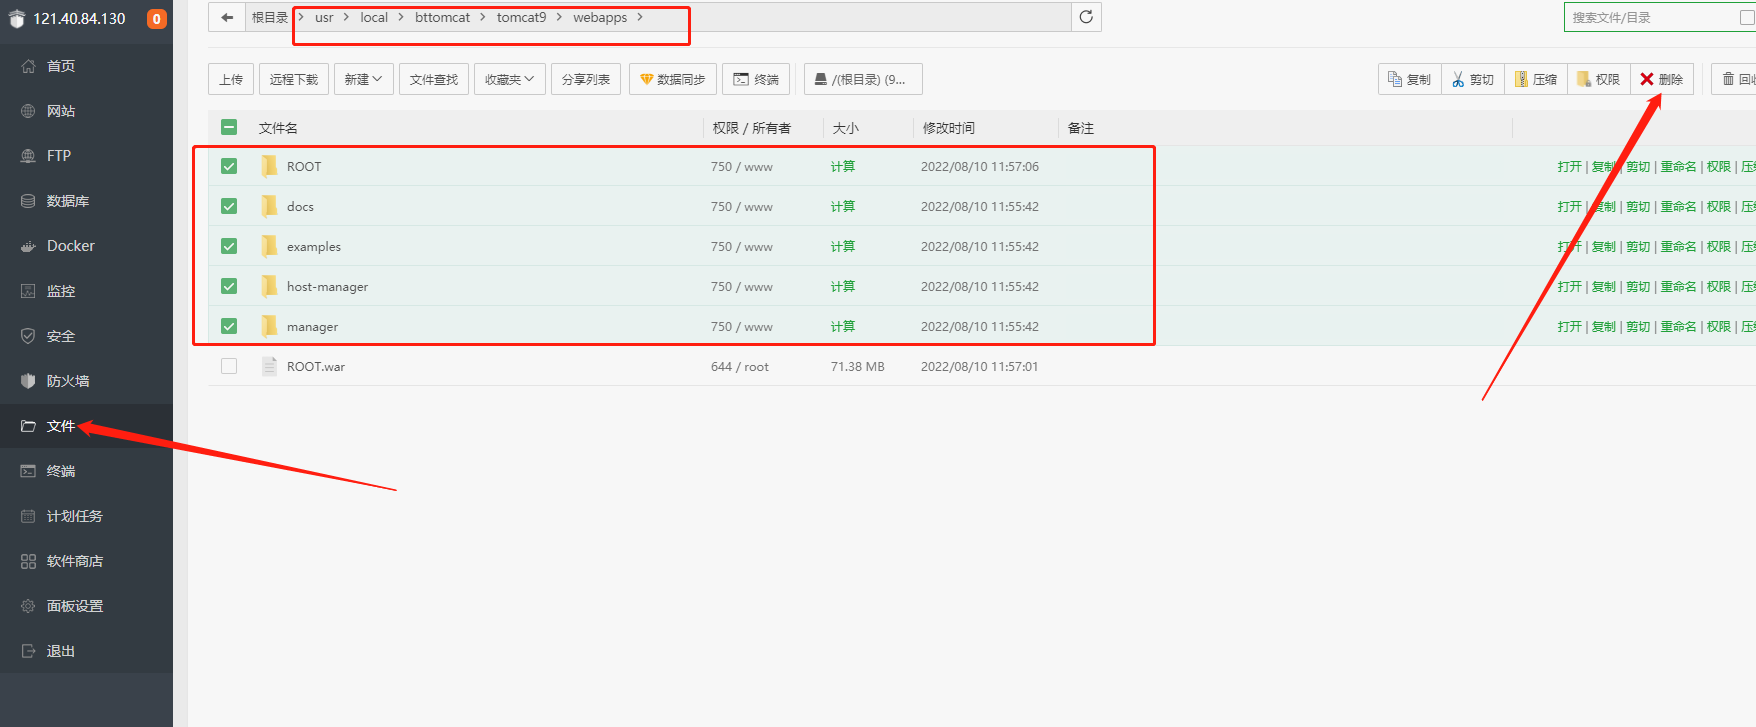 121.40.84.130 0
首页
网站
FTP
数据库
Docker
监控
安全
防火墙
文件
终端
计划任务
软件商店
面板设置
退出
根目录 usr local bttomcat tomcat9 webapps
搜索文件/目录
上传 远程下载 新建 文件查找 收藏夹 分享列表 数据同步 终端 /(根目录) (9... 复制 剪切 压缩 权限 删除
文件名 权限 / 所有者 大小 修改时间 备注
ROOT 750 / www 计算 2022/08/10 11:57:06 打开 | 复制 | 剪切 | 重命名 | 权限 |
docs 750 / www 计算 2022/08/10 11:55:42 打开 | 复制 | 剪切 | 重命名 | 权限 |
examples 750 / www 计算 2022/08/10 11:55:42 打开 | 复制 | 剪切 | 重命名 | 权限 |
host-manager 750 / www 计算 2022/08/10 11:55:42 打开 | 复制 | 剪切 | 重命名 | 权限 |
manager 750 / www 计算 2022/08/10 11:55:42 打开 | 复制 | 剪切 | 重命名 | 权限 |
ROOT.war 644 / root 71.38 MB 2022/08/10 11:57:01